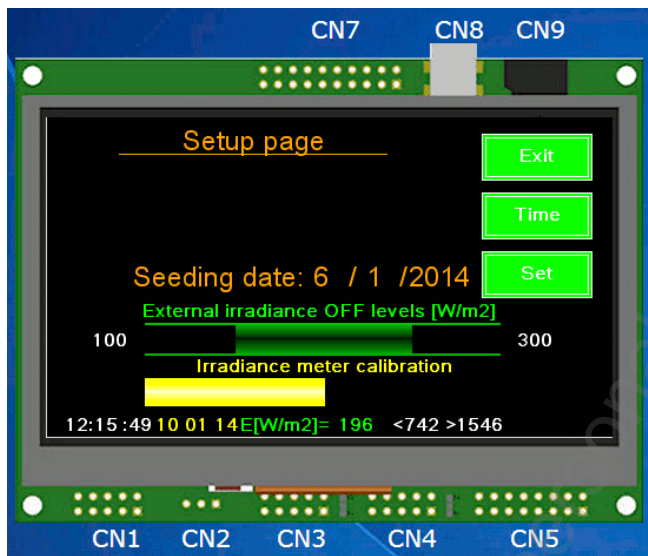 CN7 CN8 CN9
Setup page
Exit
Time
Seeding date: 6 / 1 /2014 Set
External irradiance OFF levels [W/m2]
100 300
Irradiance meter calibration
12:15 :49 10 01 14 E[W/m2]= 196 <742 >1546
CN1 CN2 CN3 CN4 CN5